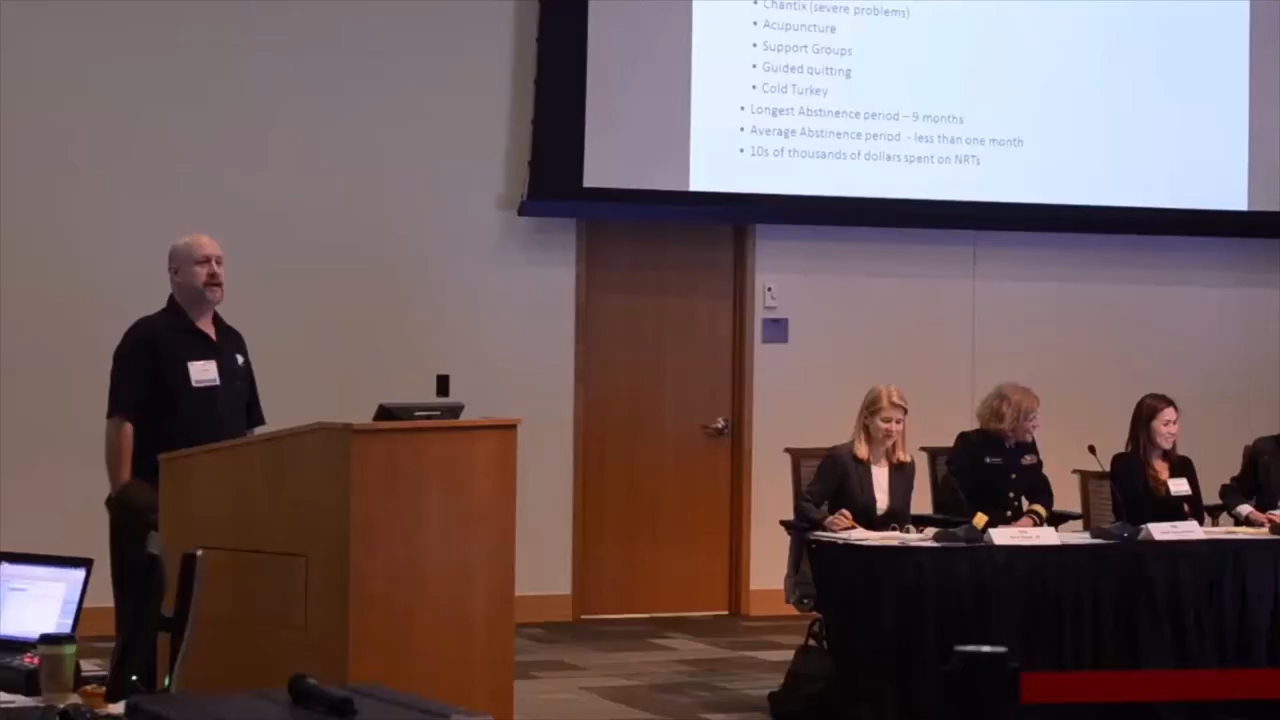 • Chantix (severe problems)
• Acupuncture
• Support Groups
• Guided quitting
• Cold Turkey
• Longest Abstinence period – 9 months
• Average Abstinence period - less than one month
• 10s of thousands of dollars spent on NRTs